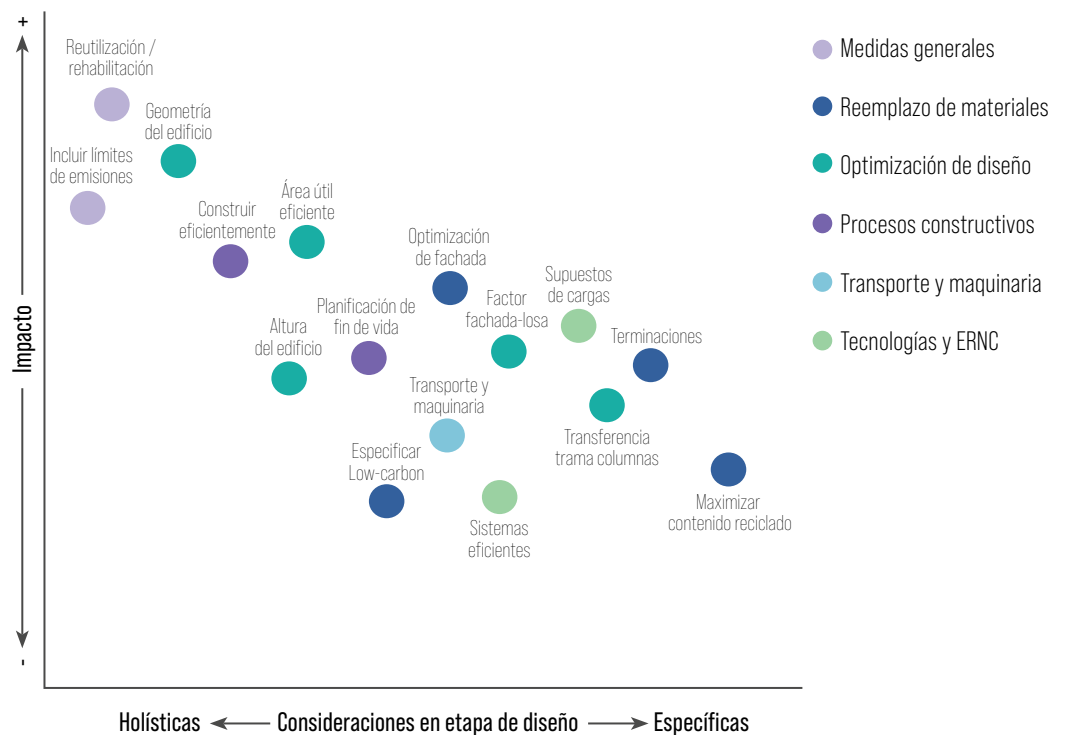 +
Impacto
-
Reutilización /
rehabilitación
Geometría
del edificio
Incluir límites
de emisiones
Construir
eficientemente
Área útil
eficiente
Optimización
de fachada
Supuestos
de cargas
Factor
fachada-losa
Planificación de
fin de vida
Altura
del edificio
Terminaciones
Transporte y
maquinaria
Transferencia
trama columnas
Especificar
Low-carbon
Sistemas
eficientes
Maximizar
contenido reciclado
Medidas generales
Reemplazo de materiales
Optimización de diseño
Procesos constructivos
Transporte y maquinaria
Tecnologías y ERNC
Holísticas
Consideraciones en etapa de diseño
Específicas